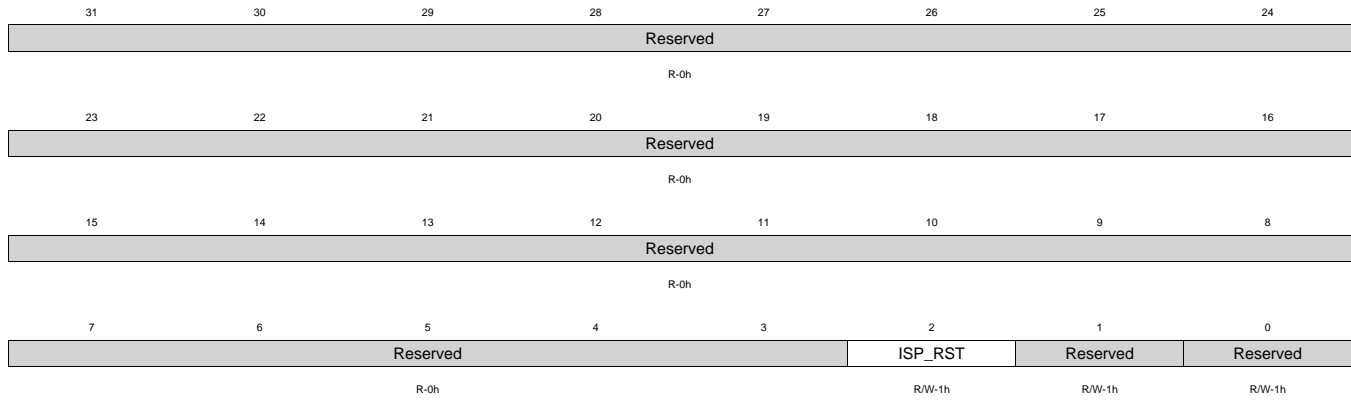 31 30 29 28 27 26 25 24
Reserved
R-0h
23 22 21 20 19 18 17 16
Reserved
R-0h
15 14 13 12 11 10 9 8
Reserved
R-0h
7 6 5 4 3 2 1 0
Reserved ISP_RST Reserved Reserved
R-0h R/W-1h R/W-1h R/W-1h